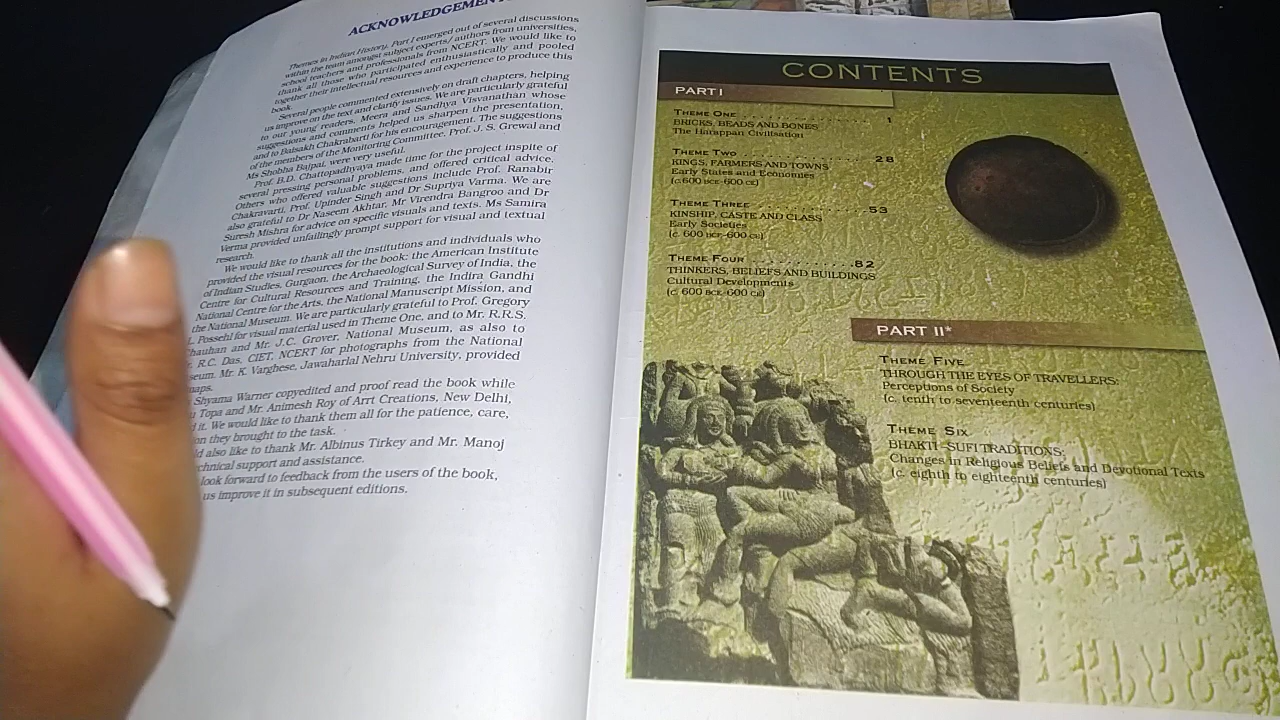 ACKNOWLEDGEMENT
Themes in Indian History, Part I emerged out of several discussions
within the team amongst subject experts/authors from universities,
school teachers and professionals from NCERT. We would like to
thank all those who participated enthusiastically and pooled
together their intellectual resources and experience to produce this
book.
Several people commented extensively on draft chapters, helping
us improve on the text and clarify issues. We are particularly grateful
to our young readers, Meera and Sandhya Visvanathan whose
suggestions and comments helped us sharpen the presentation,
and to Baisakh Chakrabarti for his encouragement. The suggestions
of the members of the Monitoring Committee, Prof. J. S. Grewal and
Ms Shobha Bajpai, were very useful.
Prof. B.D. Chattopadhyaya made time for the project inspite of
several pressing personal problems, and offered critical advice.
Others who offered valuable suggestions include Prof. Ranabir
Chakravarti, Prof. Upinder Singh and Dr Supriya Varma. We are
also grateful to Dr Naseem Akhtar, Mr Virendra Bangroo and Dr
Suresh Mishra for advice on specific visuals and texts. Ms Samira
Verma provided unfailingly prompt support for visual and textual
research.
We would like to thank all the institutions and individuals who
provided the visual resources for the book: the American Institute
of Indian Studies, Gurgaon, the Archaeological Survey of India, the
Centre for Cultural Resources and Training, the Indira Gandhi
National Centre for the Arts, the National Manuscript Mission, and
the National Museum. We are particularly grateful to Prof. Gregory
L. Possehl for visual material used in Theme One, and to Mr. R.R.S.
Chauhan and Mr. J.C. Grover, National Museum, as also to
R.C. Das, CIET, NCERT for photographs from the National
seum. Mr. K. Varghese, Jawaharlal Nehru University, provided
maps.
Shyama Warner copyedited and proof read the book while
Topa and Mr. Animesh Roy of Arrt Creations, New Delhi,
d it. We would like to thank them all for the patience, care,
on they brought to the task.
d also like to thank Mr. Albinus Tirkey and Mr. Manoj
chnical support and assistance.
look forward to feedback from the users of the book,
us improve it in subsequent editions.
CONTENTS
PART I
THEME ONE . . . . . . . . . . . . . . . . 1
BRICKS, BEADS AND BONES
The Harappan Civilisation
THEME TWO . . . . . . . . . . . . . . . 28
KINGS, FARMERS AND TOWNS
Early States and Economies
(c. 600 BCE-600 CE)
THEME THREE . . . . . . . . . . . . . 53
KINSHIP, CASTE AND CLASS
Early Societies
(c. 600 BCE-600 CE)
THEME FOUR . . . . . . . . . . . . . 82
THINKERS, BELIEFS AND BUILDINGS
Cultural Developments
(c. 600 BCE-600 CE)
PART II*
THEME FIVE
THROUGH THE EYES OF TRAVELLERS:
Perceptions of Society
(c. tenth to seventeenth centuries)
THEME SIX
BHAKTI-SUFI TRADITIONS:
Changes in Religious Beliefs and Devotional Texts
(c. eighth to eighteenth centuries)